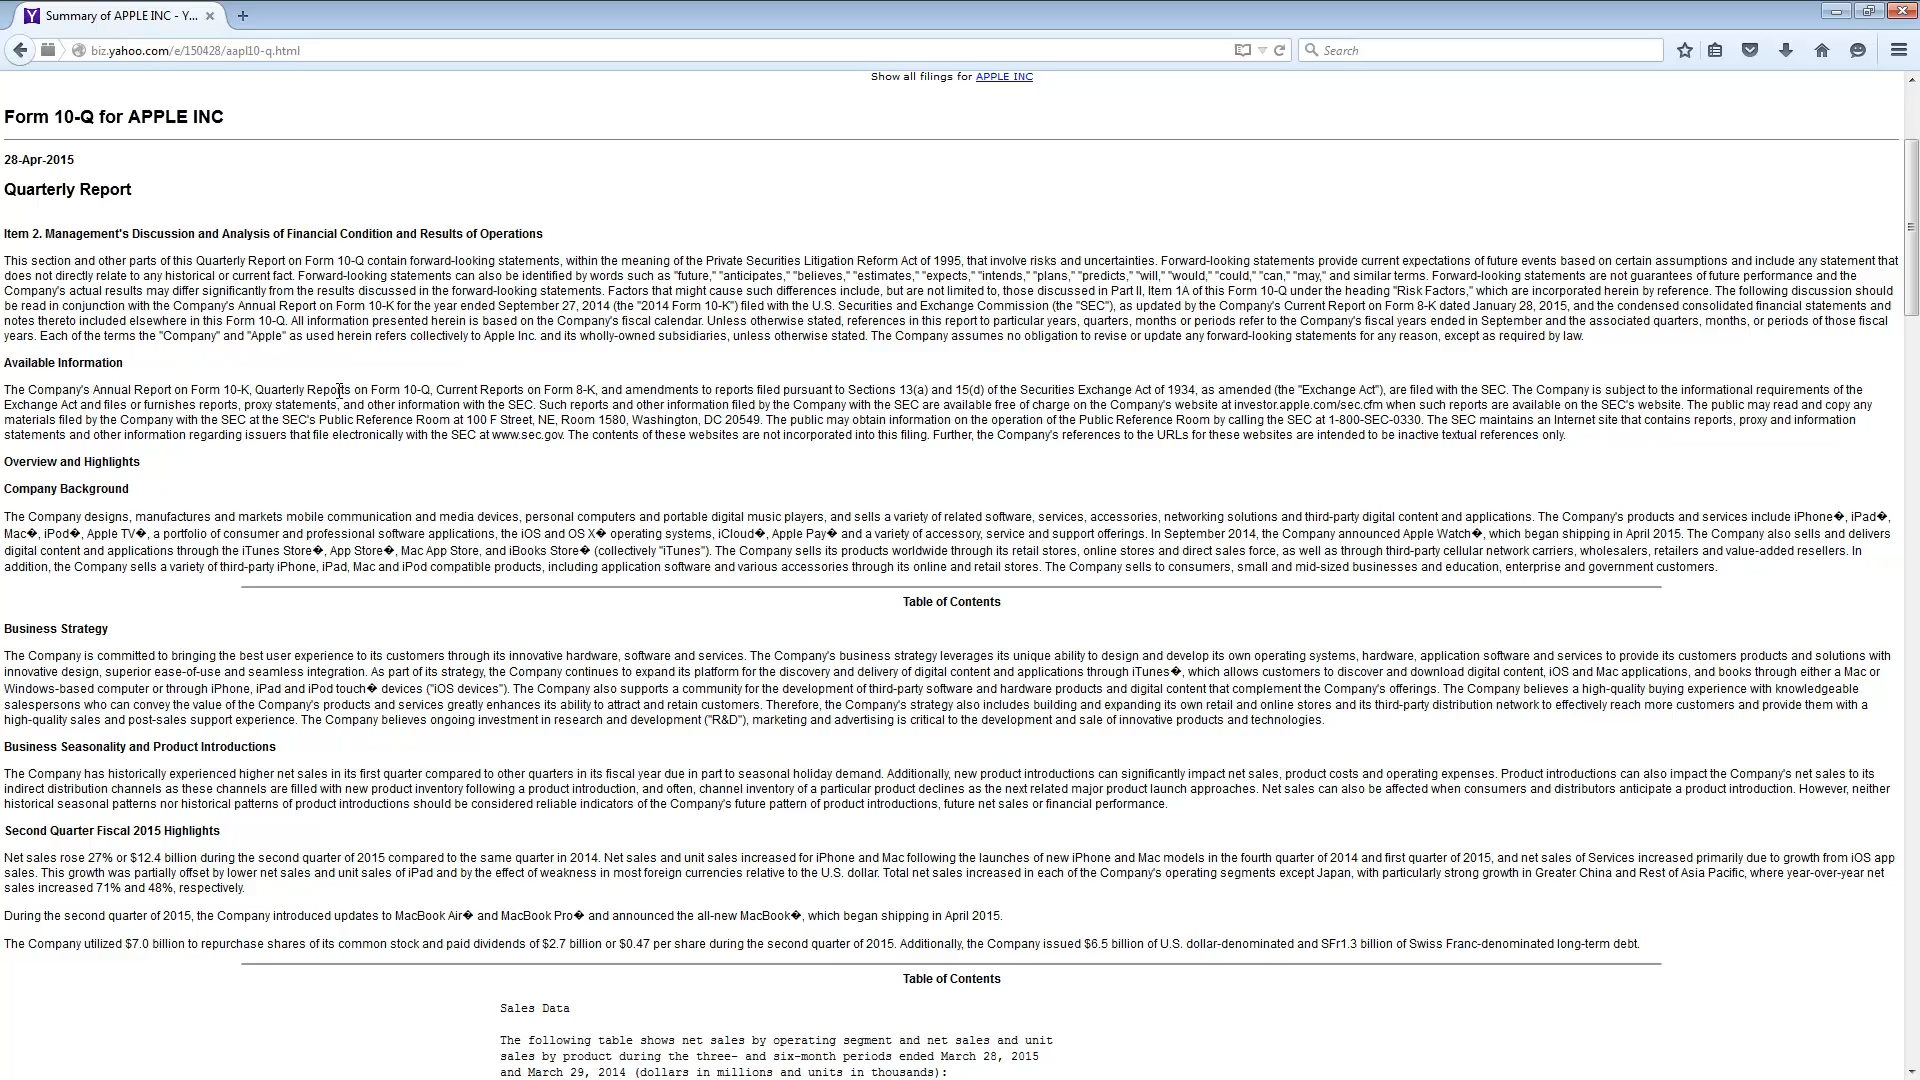 Summary of APPLE INC - Y...
biz.yahoo.com/e/150428/aapl10-q.html
Search
Show all filings for APPLE INC
Form 10-Q for APPLE INC
28-Apr-2015
Quarterly Report
Item 2. Management's Discussion and Analysis of Financial Condition and Results of Operations
This section and other parts of this Quarterly Report on Form 10-Q contain forward-looking statements, within the meaning of the Private Securities Litigation Reform Act of 1995, that involve risks and uncertainties. Forward-looking statements provide current expectations of future events based on certain assumptions and include any statement that
does not directly relate to any historical or current fact. Forward-looking statements can also be identified by words such as "future," "anticipates," "believes," "estimates," "expects," "intends," "plans," "predicts," "will," "would," "could," "can," "may," and similar terms. Forward-looking statements are not guarantees of future performance and the
Company's actual results may differ significantly from the results discussed in the forward-looking statements. Factors that might cause such differences include, but are not limited to, those discussed in Part II, Item 1A of this Form 10-Q under the heading "Risk Factors," which are incorporated herein by reference. The following discussion should
be read in conjunction with the Company's Annual Report on Form 10-K for the year ended September 27, 2014 (the "2014 Form 10-K") filed with the U.S. Securities and Exchange Commission (the "SEC"), as updated by the Company's Current Report on Form 8-K dated January 28, 2015, and the condensed consolidated financial statements and
notes thereto included elsewhere in this Form 10-Q. All information presented herein is based on the Company's fiscal calendar. Unless otherwise stated, references in this report to particular years, quarters, months or periods refer to the Company's fiscal years ended in September and the associated quarters, months, or periods of those fiscal
years. Each of the terms the "Company" and "Apple" as used herein refers collectively to Apple Inc. and its wholly-owned subsidiaries, unless otherwise stated. The Company assumes no obligation to revise or update any forward-looking statements for any reason, except as required by law.
Available Information
The Company's Annual Report on Form 10-K, Quarterly Reports on Form 10-Q, Current Reports on Form 8-K, and amendments to reports filed pursuant to Sections 13(a) and 15(d) of the Securities Exchange Act of 1934, as amended (the "Exchange Act"), are filed with the SEC. The Company is subject to the informational requirements of the
Exchange Act and files or furnishes reports, proxy statements, and other information with the SEC. Such reports and other information filed by the Company with the SEC are available free of charge on the Company's website at investor.apple.com/sec.cfm when such reports are available on the SEC's website. The public may read and copy any
materials filed by the Company with the SEC at the SEC's Public Reference Room at 100 F Street, NE, Room 1580, Washington, DC 20549. The public may obtain information on the operation of the Public Reference Room by calling the SEC at 1-800-SEC-0330. The SEC maintains an Internet site that contains reports, proxy and information
statements and other information regarding issuers that file electronically with the SEC at www.sec.gov. The contents of these websites are not incorporated into this filing. Further, the Company's references to the URLs for these websites are intended to be inactive textual references only.
Overview and Highlights
Company Background
The Company designs, manufactures and markets mobile communication and media devices, personal computers and portable digital music players, and sells a variety of related software, services, accessories, networking solutions and third-party digital content and applications. The Company's products and services include iPhone�, iPad�,
Mac�, iPod�, Apple TV�, a portfolio of consumer and professional software applications, the iOS and OS X� operating systems, iCloud�, Apple Pay� and a variety of accessory, service and support offerings. In September 2014, the Company announced Apple Watch�, which began shipping in April 2015. The Company also sells and delivers
digital content and applications through the iTunes Store�, App Store�, Mac App Store, and iBooks Store� (collectively "iTunes"). The Company sells its products worldwide through its retail stores, online stores and direct sales force, as well as through third-party cellular network carriers, wholesalers, retailers and value-added resellers. In
addition, the Company sells a variety of third-party iPhone, iPad, Mac and iPod compatible products, including application software and various accessories through its online and retail stores. The Company sells to consumers, small and mid-sized businesses and education, enterprise and government customers.
Table of Contents
Business Strategy
The Company is committed to bringing the best user experience to its customers through its innovative hardware, software and services. The Company's business strategy leverages its unique ability to design and develop its own operating systems, hardware, application software and services to provide its customers products and solutions with
innovative design, superior ease-of-use and seamless integration. As part of its strategy, the Company continues to expand its platform for the discovery and delivery of digital content and applications through iTunes�, which allows customers to discover and download digital content, iOS and Mac applications, and books through either a Mac or
Windows-based computer or through iPhone, iPad and iPod touch� devices ("iOS devices"). The Company also supports a community for the development of third-party software and hardware products and digital content that complement the Company's offerings. The Company believes a high-quality buying experience with knowledgeable
salespersons who can convey the value of the Company's products and services greatly enhances its ability to attract and retain customers. Therefore, the Company's strategy also includes building and expanding its own retail and online stores and its third-party distribution network to effectively reach more customers and provide them with a
high-quality sales and post-sales support experience. The Company believes ongoing investment in research and development ("R&D"), marketing and advertising is critical to the development and sale of innovative products and technologies.
Business Seasonality and Product Introductions
The Company has historically experienced higher net sales in its first quarter compared to other quarters in its fiscal year due in part to seasonal holiday demand. Additionally, new product introductions can significantly impact net sales, product costs and operating expenses. Product introductions can also impact the Company's net sales to its
indirect distribution channels as these channels are filled with new product inventory following a product introduction, and often, channel inventory of a particular product declines as the next related major product launch approaches. Net sales can also be affected when consumers and distributors anticipate a product introduction. However, neither
historical seasonal patterns nor historical patterns of product introductions should be considered reliable indicators of the Company's future pattern of product introductions, future net sales or financial performance.
Second Quarter Fiscal 2015 Highlights
Net sales rose 27% or $12.4 billion during the second quarter of 2015 compared to the same quarter in 2014. Net sales and unit sales increased for iPhone and Mac following the launches of new iPhone and Mac models in the fourth quarter of 2014 and first quarter of 2015, and net sales of Services increased primarily due to growth from iOS app
sales. This growth was partially offset by lower net sales and unit sales of iPad and by the effect of weakness in most foreign currencies relative to the U.S. dollar. Total net sales increased in each of the Company's operating segments except Japan, with particularly strong growth in Greater China and Rest of Asia Pacific, where year-over-year net
sales increased 71% and 48%, respectively.
During the second quarter of 2015, the Company introduced updates to MacBook Air� and MacBook Pro� and announced the all-new MacBook�, which began shipping in April 2015.
The Company utilized $7.0 billion to repurchase shares of its common stock and paid dividends of $2.7 billion or $0.47 per share during the second quarter of 2015. Additionally, the Company issued $6.5 billion of U.S. dollar-denominated and SFr1.3 billion of Swiss Franc-denominated long-term debt.
Table of Contents
Sales Data
The following table shows net sales by operating segment and net sales and unit
sales by product during the three- and six-month periods ended March 28, 2015
and March 29, 2014 (dollars in millions and units in thousands):